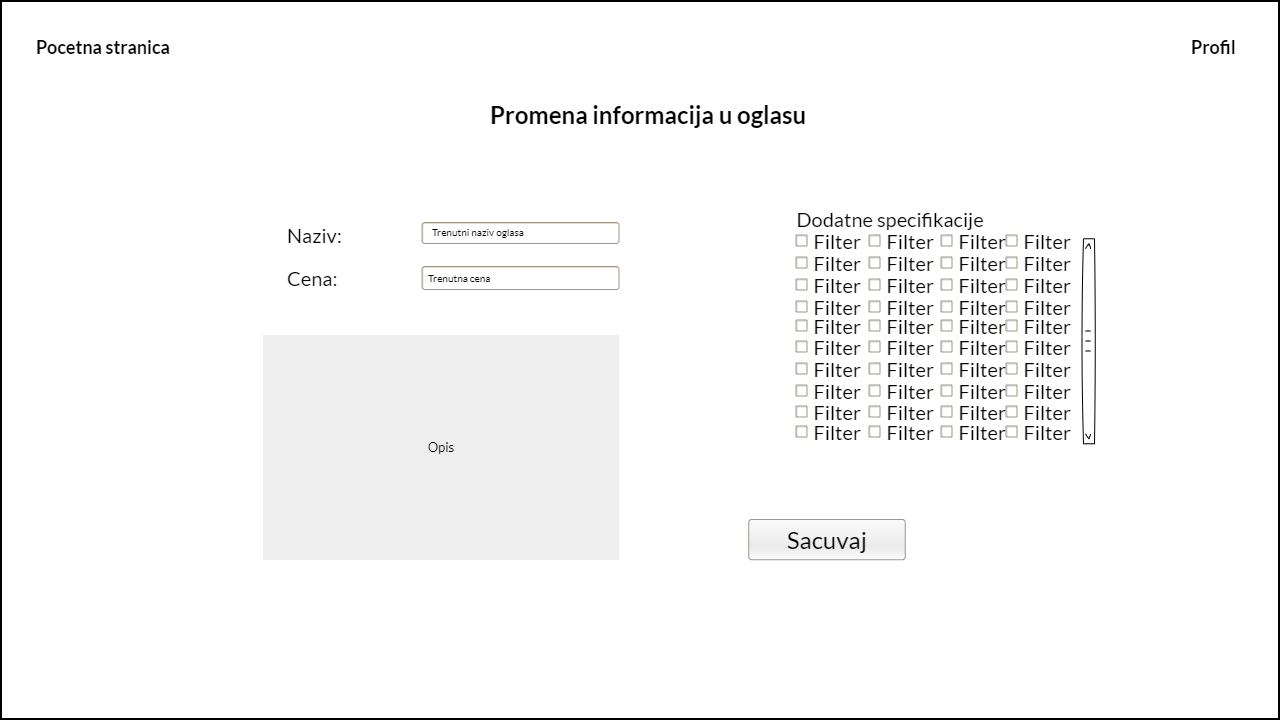 Pocetna stranica Profil
Promena informacija u oglasu
Naziv: Trenutni naziv oglasa
Cena: Trenutna cena
Opis
Dodatne specifikacije
Filter Filter Filter Filter
Filter Filter Filter Filter
Filter Filter Filter Filter
Filter Filter Filter Filter
Filter Filter Filter Filter
Filter Filter Filter Filter
Filter Filter Filter Filter
Filter Filter Filter Filter
Filter Filter Filter Filter
Filter Filter Filter Filter
Sacuvaj